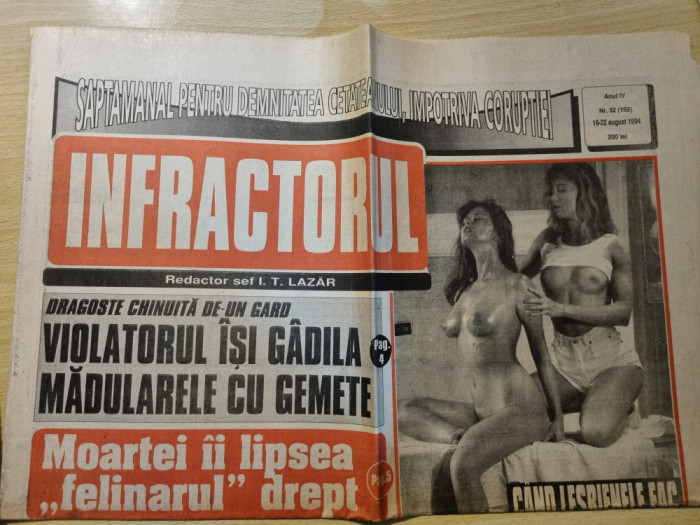 SAPTAMANAL PENTRU DEMNITATEA CETATEANULUI, IMPOTRIVA CORUPTIEI
Anul IV
Nr. 32 (155)
16-22 august 1994
200 lei
INFRACTORUL
Redactor sef I. T. LAZĂR
DRAGOSTE CHINUITĂ DE-UN GARD
VIOLATORUL ÎȘI GÂDILA
MĂDULARELE CU GEMETE
Pag.
4
Moartei îi lipsea
„felinarul” drept
Pag. 5
CÂND LESBIENELE FAC